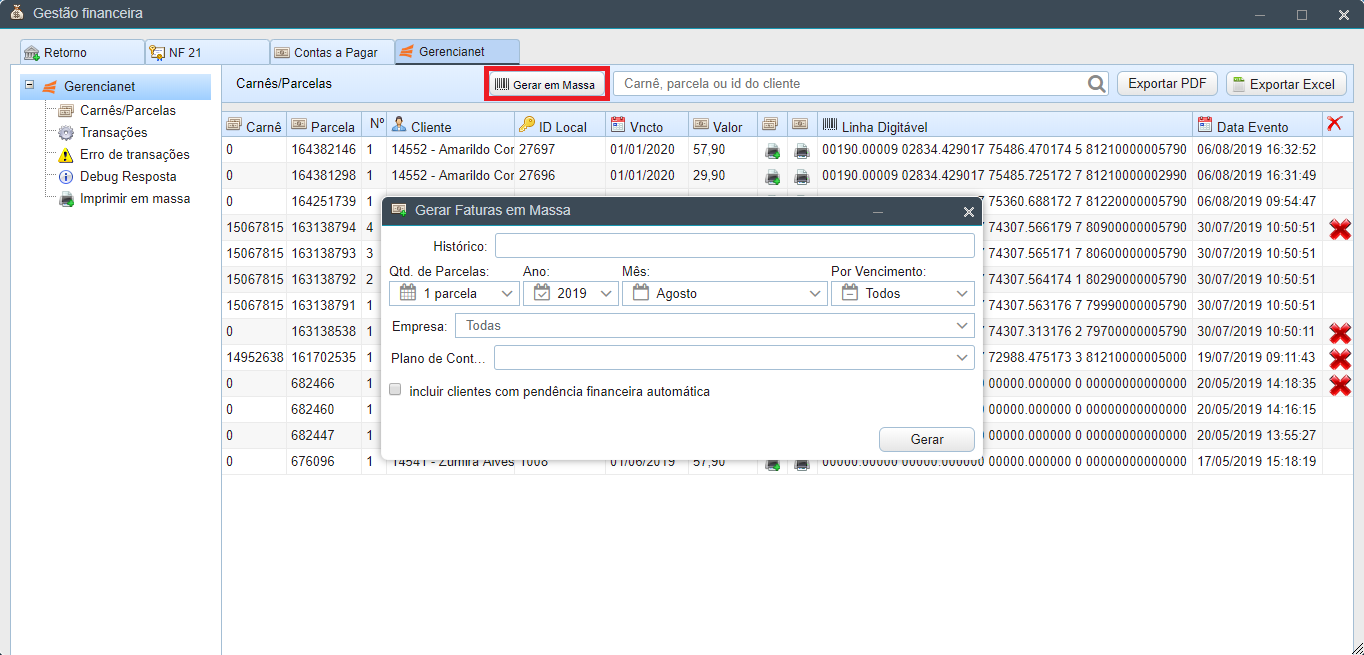 Gestão financeira
Retorno NF 21 Contas a Pagar Gerencianet
Gerencianet
Carnês/Parcelas
Transações
Erro de transações
Debug Resposta
Imprimir em massa
Carnês/Parcelas Gerar em Massa Carnê, parcela ou id do cliente Exportar PDF Exportar Excel
Carnê Parcela Nº Cliente ID Local Vncto Valor Linha Digitável Data Evento
0 164382146 1 14552 - Amarildo Cor 27697 01/01/2020 57,90 00190.00009 02834.429017 75486.470174 5 81210000005790 06/08/2019 16:32:52
0 164381298 1 14552 - Amarildo Cor 27696 01/01/2020 29,90 00190.00009 02834.429017 75485.725172 7 81210000002990 06/08/2019 16:31:49
0 164251739 1 75360.688172 7 81220000005790 06/08/2019 09:54:47
15067815 163138794 4 74307.566179 7 80900000005790 30/07/2019 10:50:51
15067815 163138793 3 74307.565171 7 80600000005790 30/07/2019 10:50:51
15067815 163138792 2 74307.564174 1 80290000005790 30/07/2019 10:50:51
15067815 163138791 1 74307.563176 7 79990000005790 30/07/2019 10:50:51
0 163138538 1 74307.313176 2 79700000005790 30/07/2019 10:50:11
14952638 161702535 1 72988.475173 3 81210000005000 19/07/2019 09:11:43
0 682466 1 00000.000000 0 00000000000000 20/05/2019 14:18:35
0 682460 1 00000.000000 0 00000000000000 20/05/2019 14:16:15
0 682447 1 00000.000000 0 00000000000000 20/05/2019 13:55:27
0 676096 1 14541 - Zumira Alves 1008 01/06/2019 57,90 00000.00000 00000.000000 00000.000000 0 00000000000000 17/05/2019 15:18:19
Gerar Faturas em Massa
Histórico:
Qtd. de Parcelas: Ano: Mês: Por Vencimento:
1 parcela 2019 Agosto Todos
Empresa: Todas
Plano de Cont...
incluir clientes com pendência financeira automática
Gerar